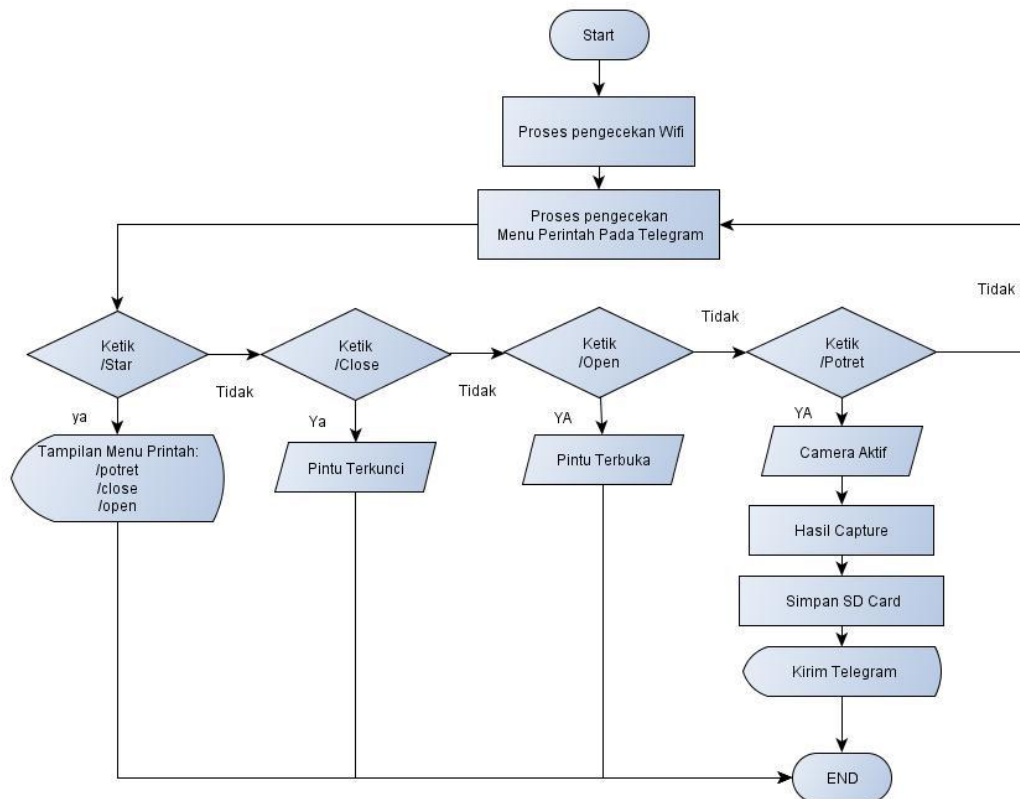 Start
Proses pengecekan Wifi
Proses pengecekan
Menu Perintah Pada Telegram
Ketik
/Star
Tidak
Ketik
/Close
Tidak
Ketik
/Open
Tidak
Ketik
/Potret
Tidak
ya
Tampilan Menu Printah:
/potret
/close
/open
Ya
Pintu Terkunci
YA
Pintu Terbuka
YA
Camera Aktif
Hasil Capture
Simpan SD Card
Kirim Telegram
END